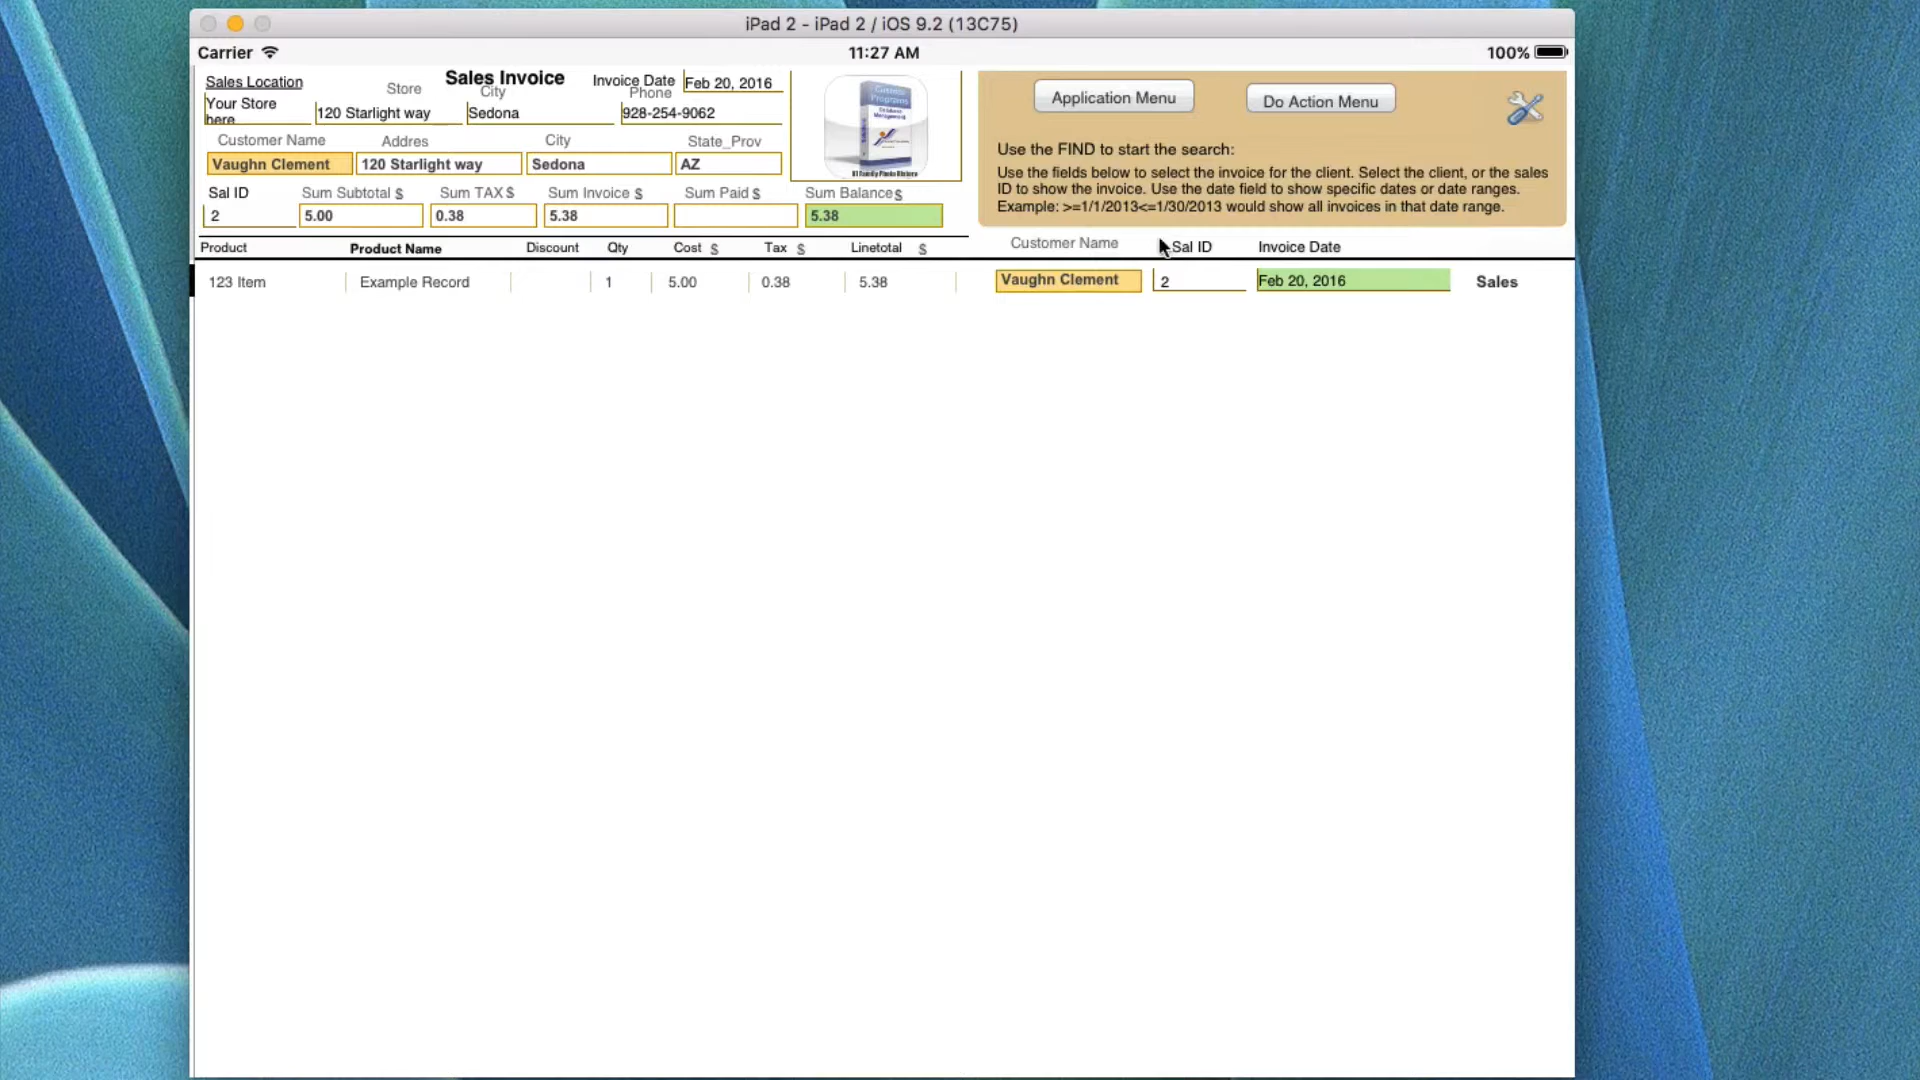 iPad 2 - iPad 2 / iOS 9.2 (13C75)
Carrier 11:27 AM 100%
Sales Location Store Sales Invoice City Invoice Date Phone Feb 20, 2016
Your Store here 120 Starlight way Sedona 928-254-9062
Customer Name Addres City State_Prov
Vaughn Clement 120 Starlight way Sedona AZ
Sal ID Sum Subtotal $ Sum TAX $ Sum Invoice $ Sum Paid $ Sum Balance $
2 5.00 0.38 5.38 5.38
Custom
Programs
Database
Management
Application Menu Do Action Menu
Use the FIND to start the search:
Use the fields below to select the invoice for the client. Select the client, or the sales
ID to show the invoice. Use the date field to show specific dates or date ranges.
Example: >=1/1/2013<=1/30/2013 would show all invoices in that date range.
Product Product Name Discount Qty Cost $ Tax $ Linetotal $ Customer Name Sal ID Invoice Date
123 Item Example Record 1 5.00 0.38 5.38 Vaughn Clement 2 Feb 20, 2016 Sales